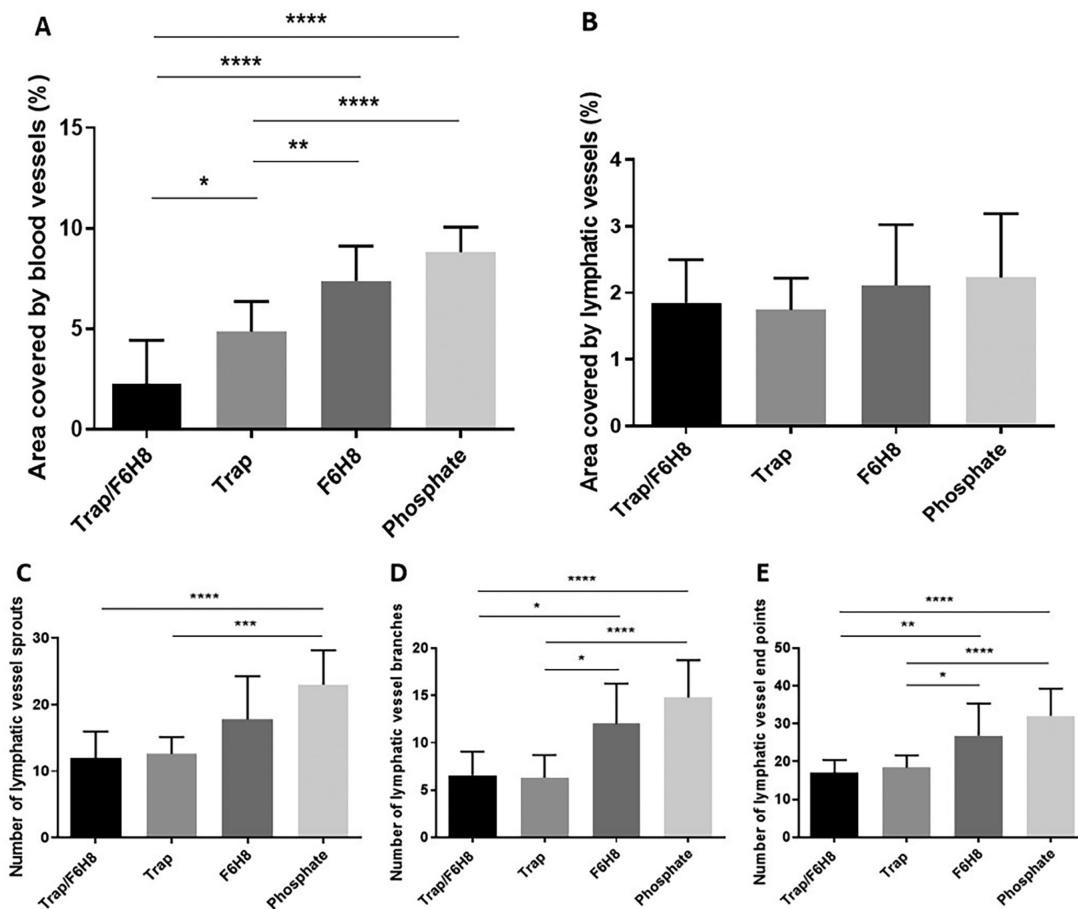 A
Area covered by blood vessels (%)
****
****
****
**
*
15
10
5
0
Trap/F6H8
Trap
F6H8
Phosphate
B
Area covered by lymphatic vessels (%)
4
3
2
1
0
Trap/F6H8
Trap
F6H8
Phosphate
C
Number of lymphatic vessel sprouts
****
***
30
20
10
0
Trap/F6H8
Trap
F6H8
Phosphate
D
Number of lymphatic vessel branches
****
*
****
*
20
15
10
5
0
Trap/F6H8
Trap
F6H8
Phosphate
E
Number of lymphatic vessel end points
****
**
****
*
50
40
30
20
10
0
Trap/F6H8
Trap
F6H8
Phosphate